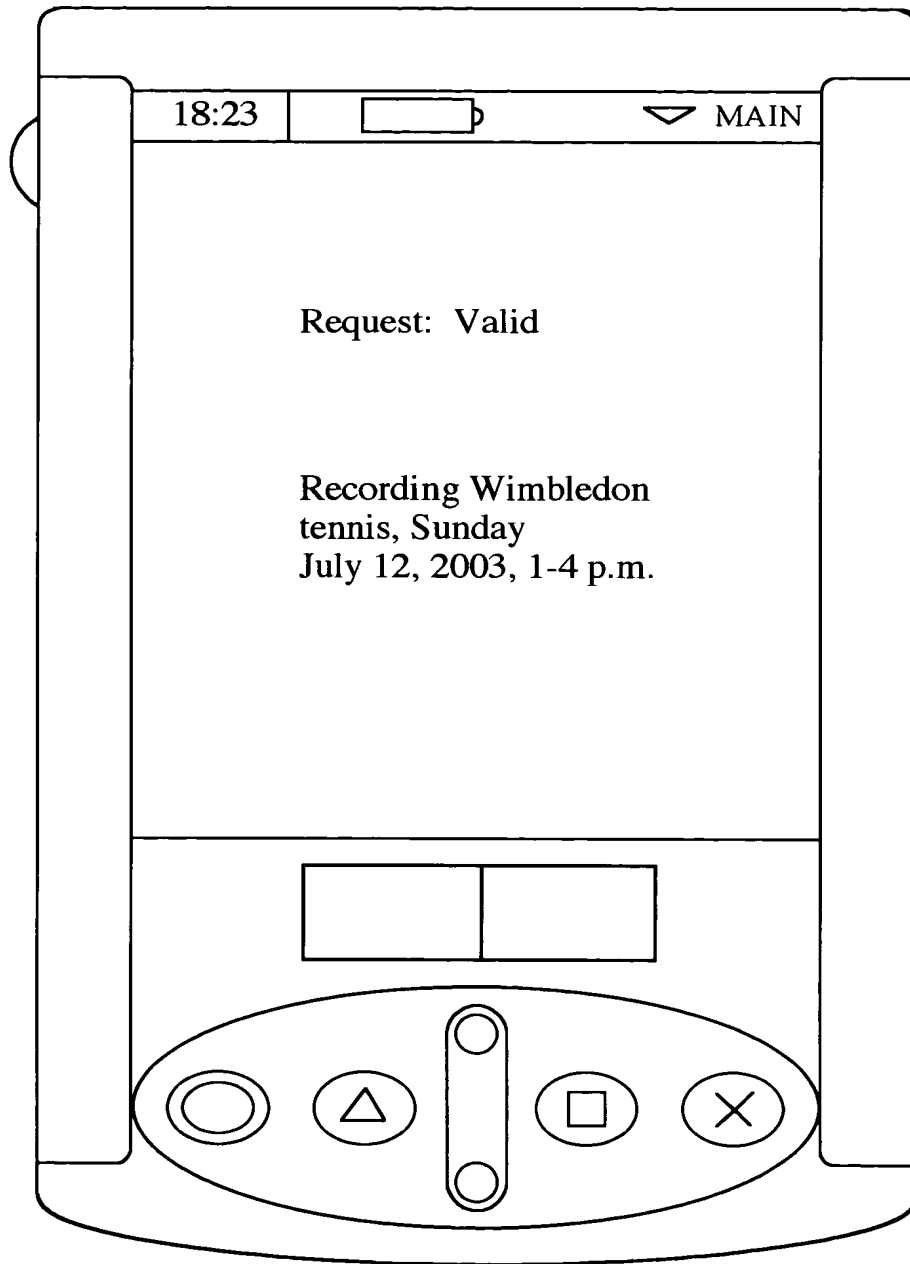 18:23 MAIN
Request: Valid
Recording Wimbledon
tennis, Sunday
July 12, 2003, 1-4 p.m.